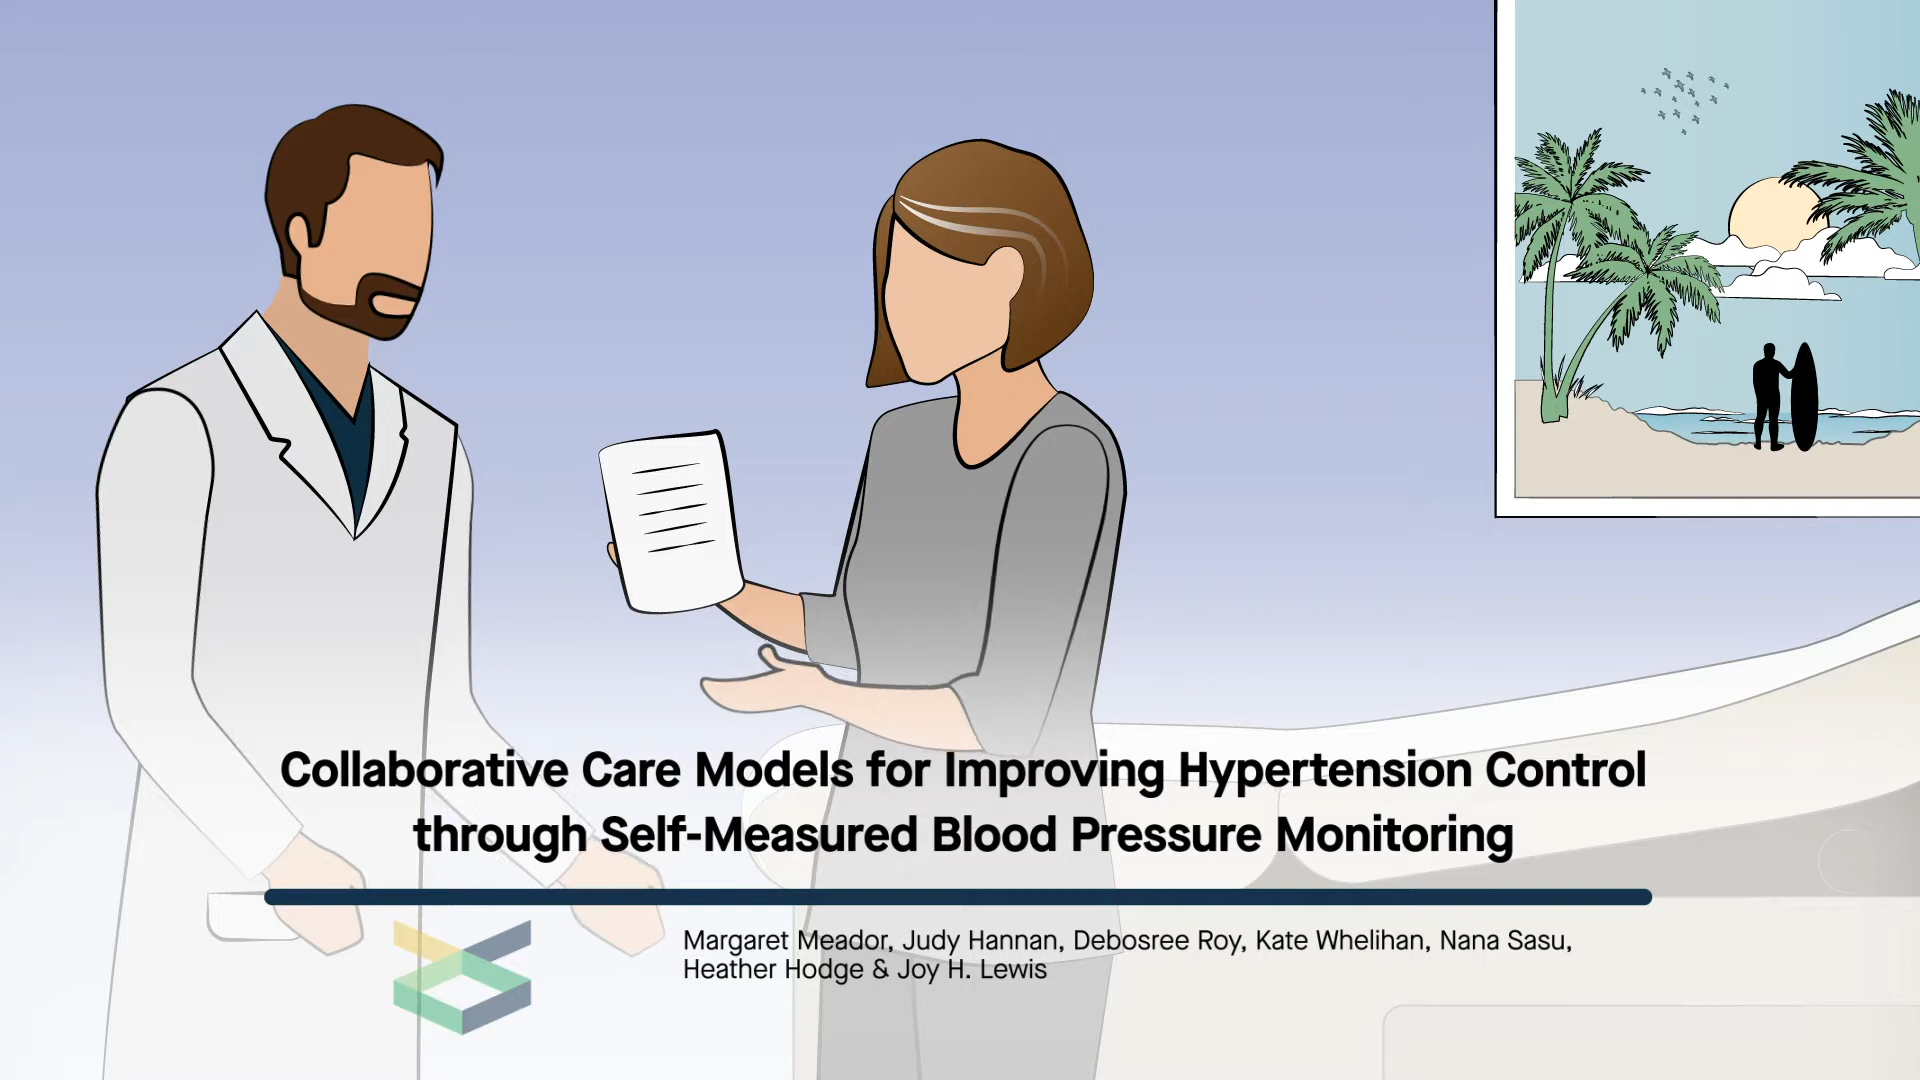 Collaborative Care Models for Improving Hypertension Control
through Self-Measured Blood Pressure Monitoring
Margaret Meador, Judy Hannan, Debosree Roy, Kate Whelihan, Nana Sasu,
Heather Hodge & Joy H. Lewis